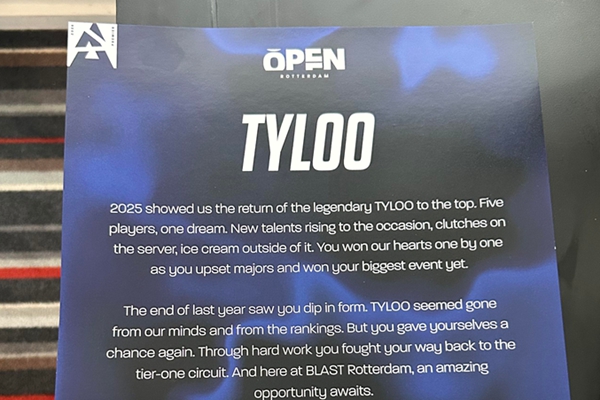 OPEN
ROTTERDAM
TYLOO
2025 showed us the return of the legendary TYLOO to the top. Five
players, one dream. New talents rising to the occasion, clutches on
the server, ice cream outside of it. You won our hearts one by one
as you upset majors and won your biggest event yet.
The end of last year saw you dip in form. TYLOO seemed gone
from our minds and from the rankings. But you gave yourselves a
chance again. Through hard work you fought your way back to the
tier-one circuit. And here at BLAST Rotterdam, an amazing
opportunity awaits.